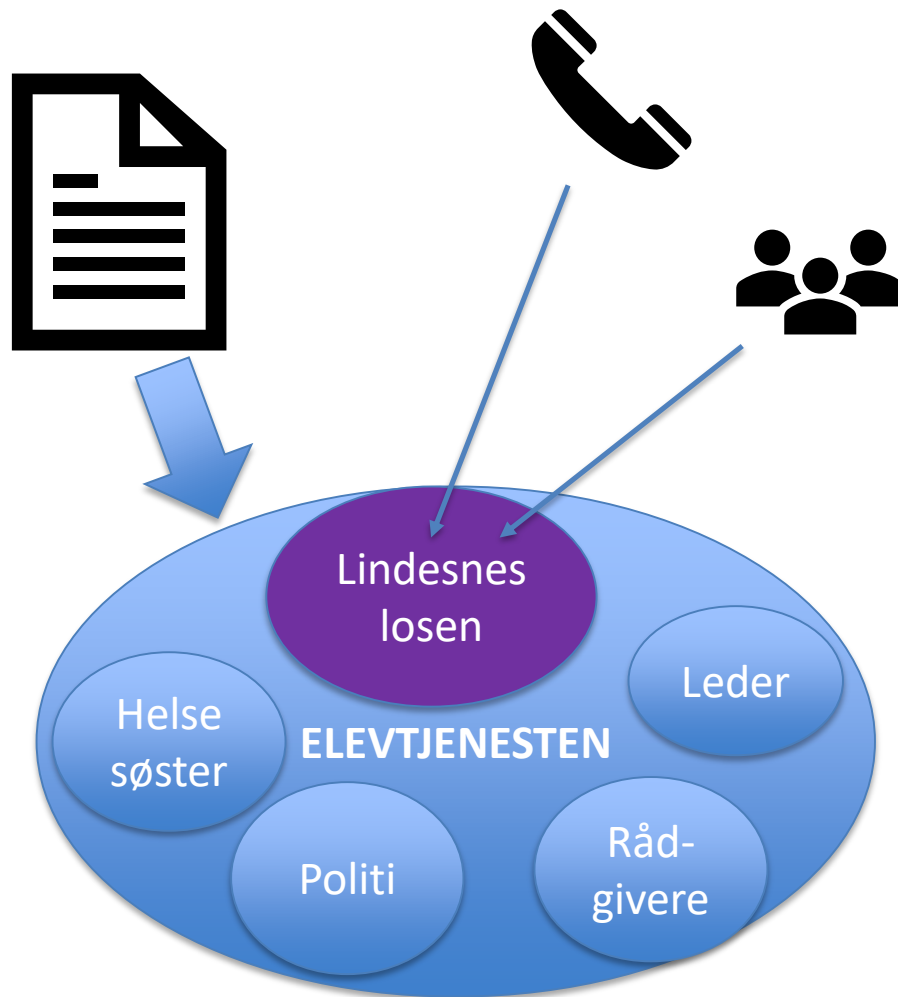 Lindesnes
losen
Leder
Helse
søster
ELEVTJENESTEN
Politi
Råd-
givere